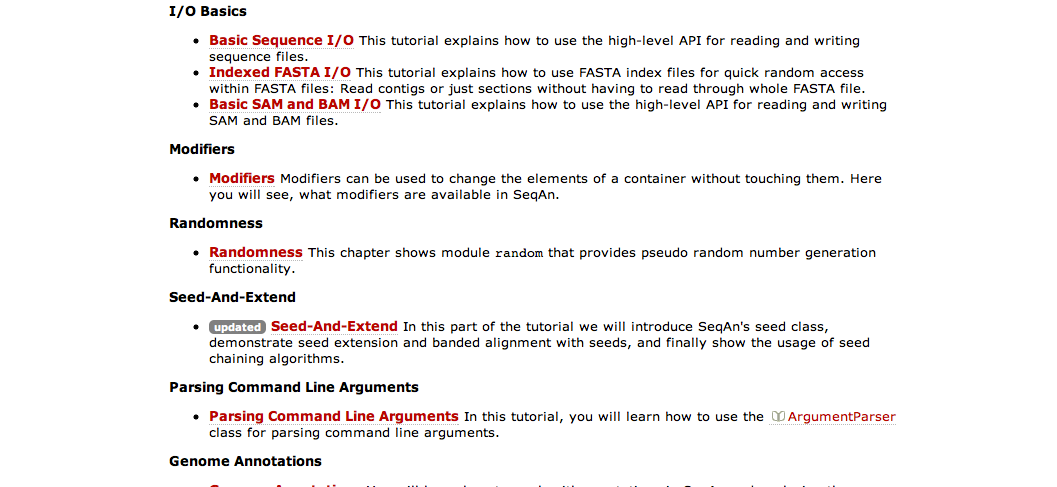 I/O Basics
Basic Sequence I/O This tutorial explains how to use the high-level API for reading and writing
sequence files.
Indexed FASTA I/O This tutorial explains how to use FASTA index files for quick random access
within FASTA files: Read contigs or just sections without having to read through whole FASTA file.
Basic SAM and BAM I/O This tutorial explains how to use the high-level API for reading and writing
SAM and BAM files.
Modifiers
Modifiers Modifiers can be used to change the elements of a container without touching them. Here
you will see, what modifiers are available in SeqAn.
Randomness
Randomness This chapter shows module random that provides pseudo random number generation
functionality.
Seed-And-Extend
updated Seed-And-Extend In this part of the tutorial we will introduce SeqAn's seed class,
demonstrate seed extension and banded alignment with seeds, and finally show the usage of seed
chaining algorithms.
Parsing Command Line Arguments
Parsing Command Line Arguments In this tutorial, you will learn how to use the ArgumentParser
class for parsing command line arguments.
Genome Annotations